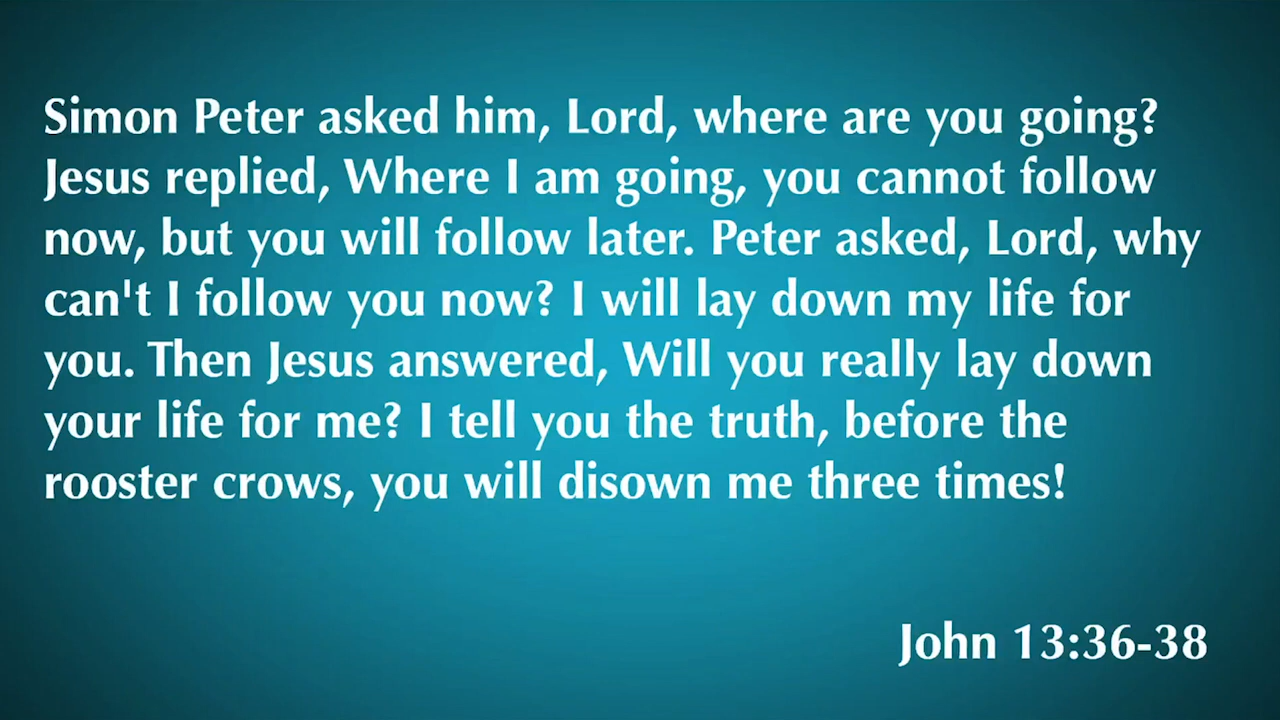 Simon Peter asked him, Lord, where are you going?
Jesus replied, Where I am going, you cannot follow
now, but you will follow later. Peter asked, Lord, why
can't I follow you now? I will lay down my life for
you. Then Jesus answered, Will you really lay down
your life for me? I tell you the truth, before the
rooster crows, you will disown me three times!
John 13:36-38